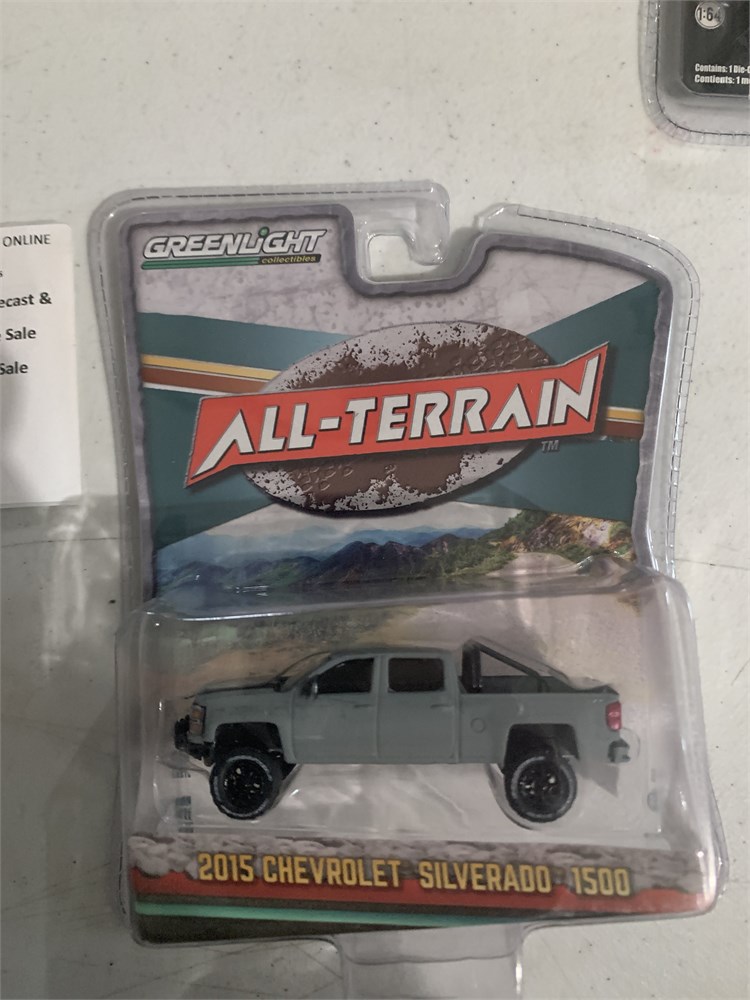 1:64
Contains: 1 Die-
Contient: 1 m
ONLINE
s
ecast &
Sale
Sale
GREENLiGHT
collectibles
ALL-TERRAIN
TM
2015 CHEVROLET SILVERADO 1500